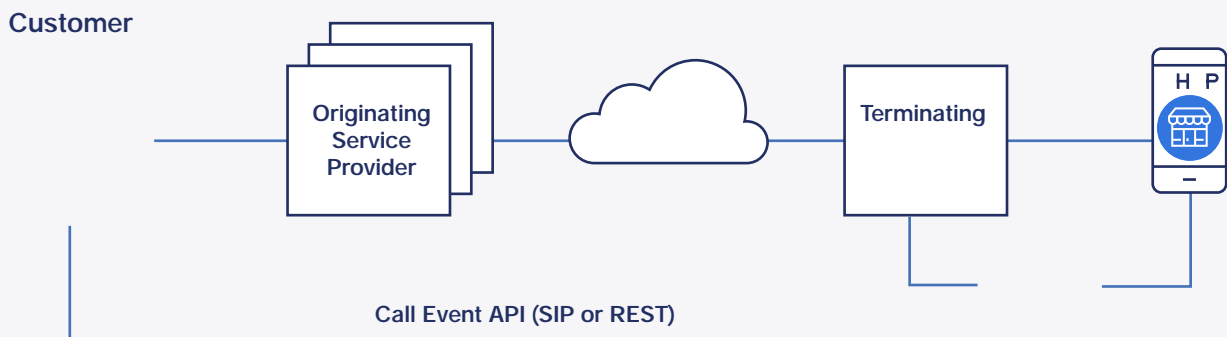 Customer
Originating
Service
Provider
Terminating
H P
Call Event API (SIP or REST)